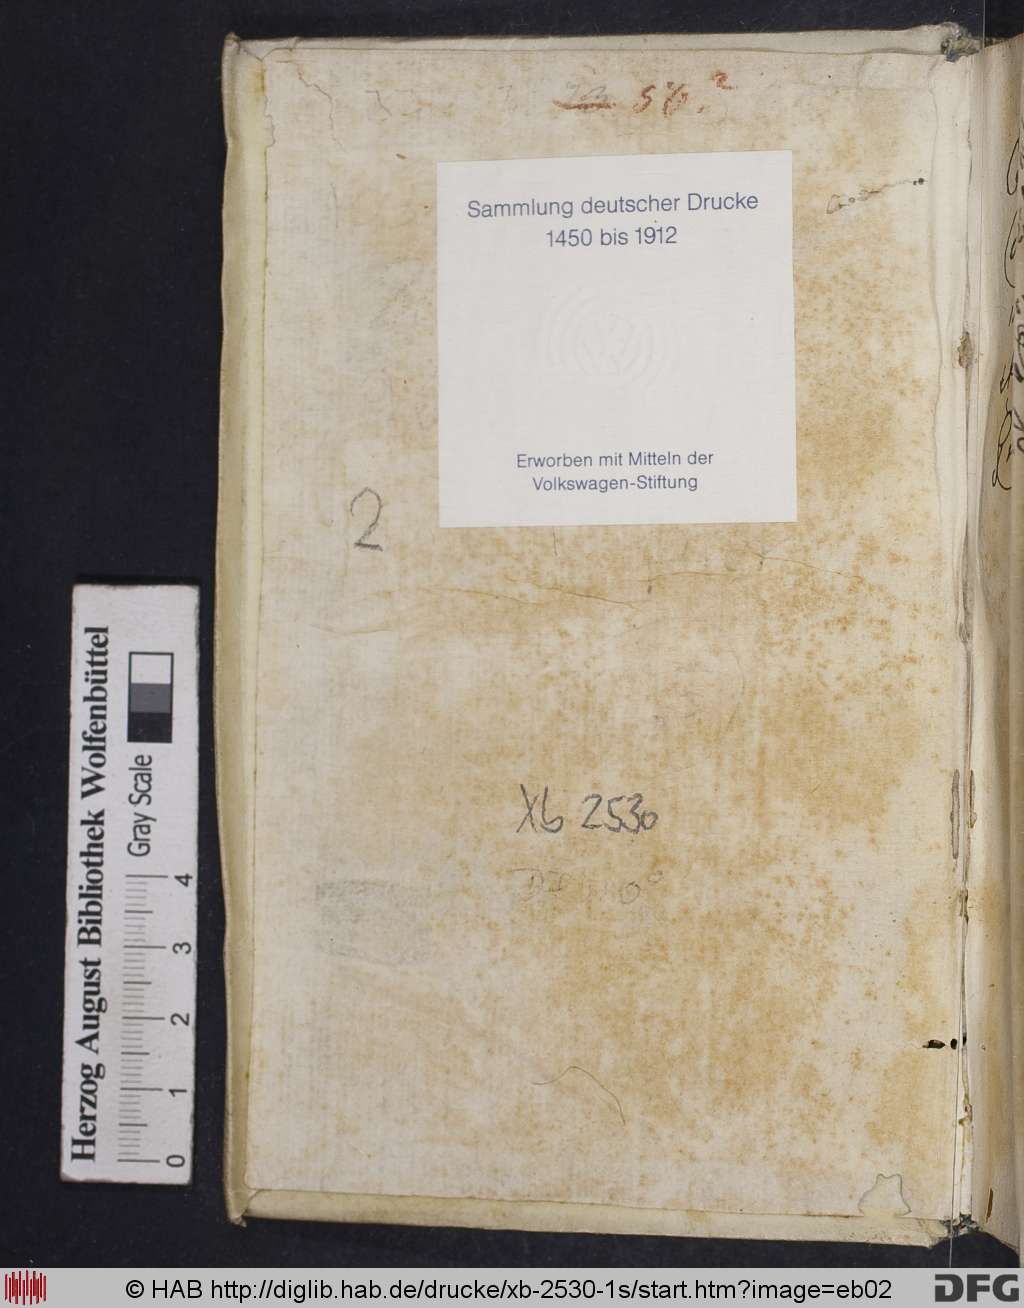 Sammlung deutscher Drucke
1450 bis 1912
Erworben mit Mitteln der
Volkswagen-Stiftung
2
Xb 2530
Herzog August Bibliothek Wolfenbüttel
Gray Scale
0 1 2 3 4
© HAB http://diglib.hab.de/drucke/xb-2530-1s/start.htm?image=eb02
DFG